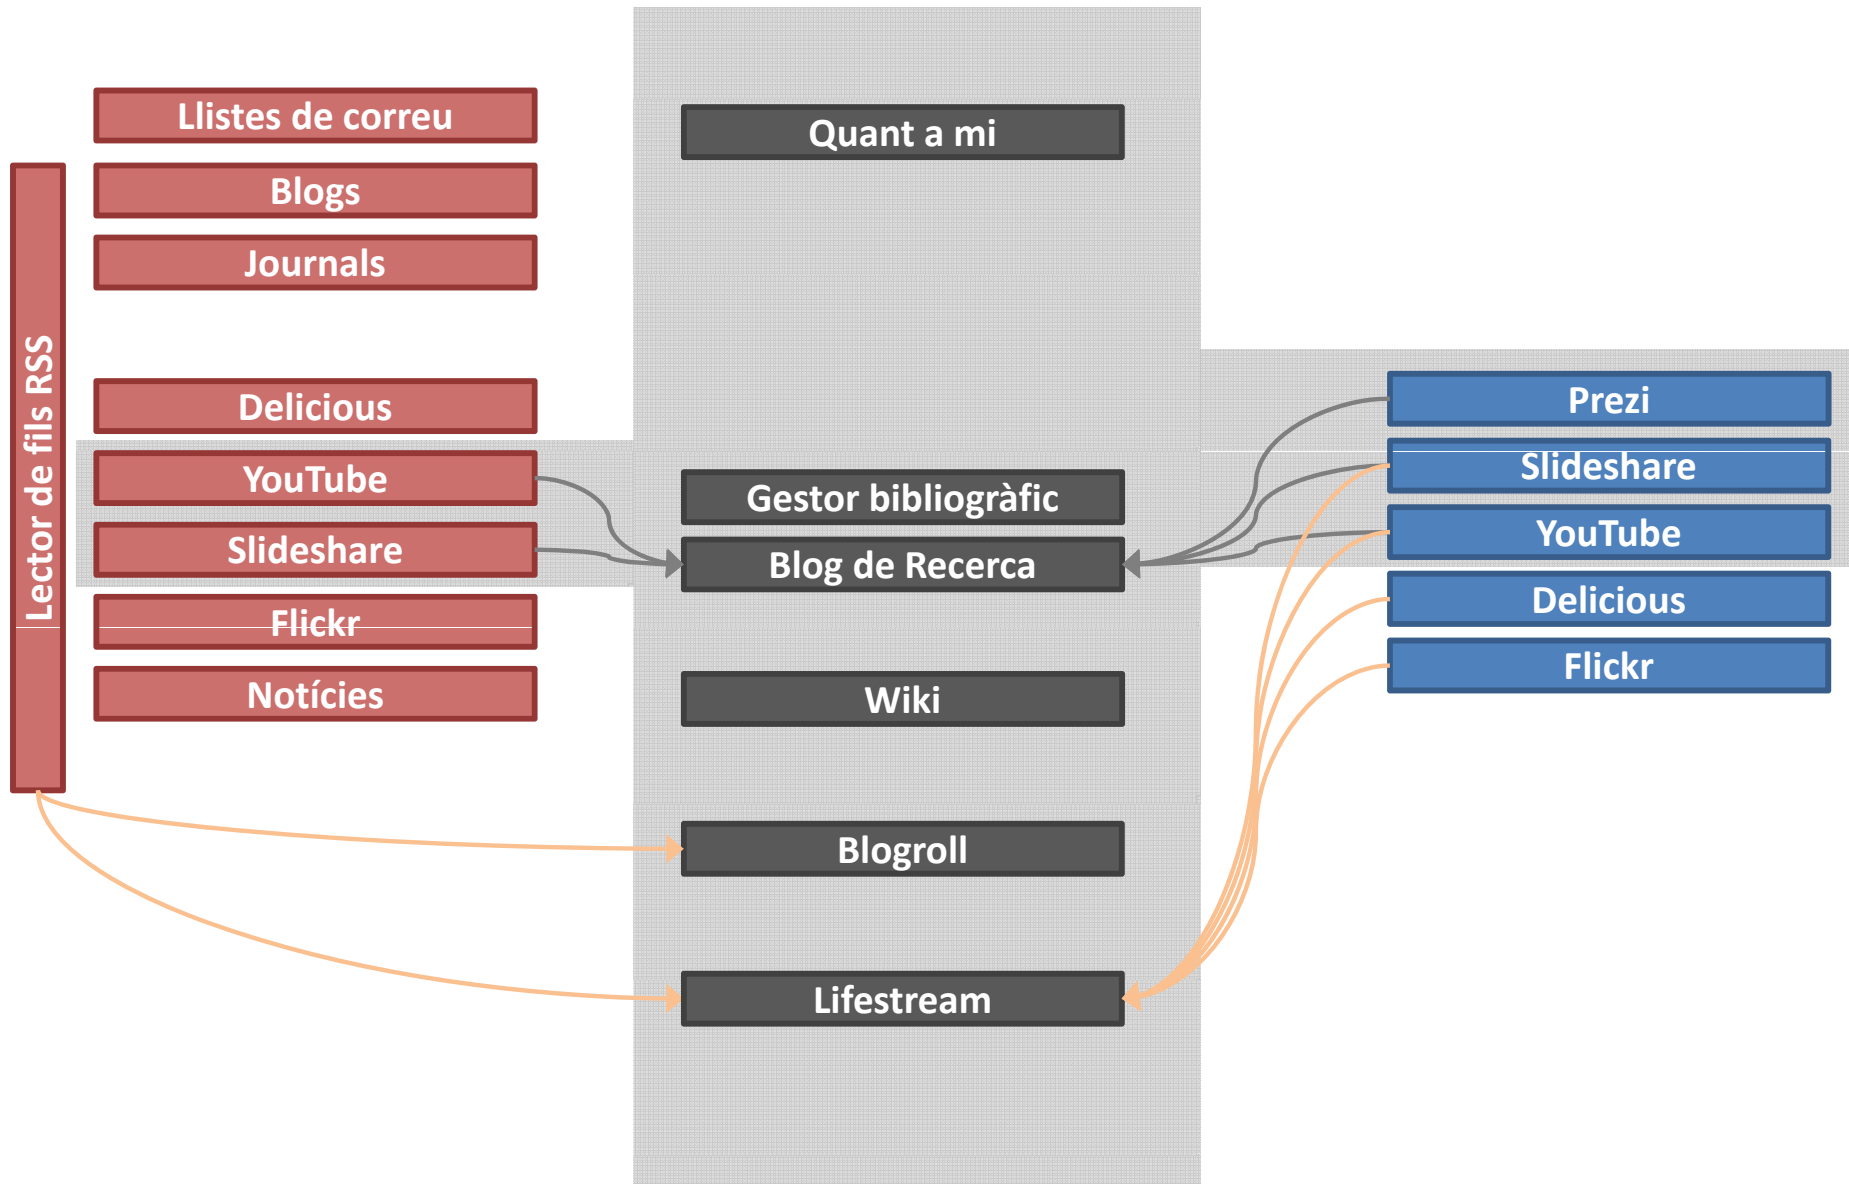 Lector de fils RSS
Llistes de correu
Blogs
Journals
Delicious
YouTube
Slideshare
Flickr
Notícies
Quant a mi
Gestor bibliogràfic
Blog de Recerca
Wiki
Blogroll
Lifestream
Prezi
Slideshare
YouTube
Delicious
Flickr